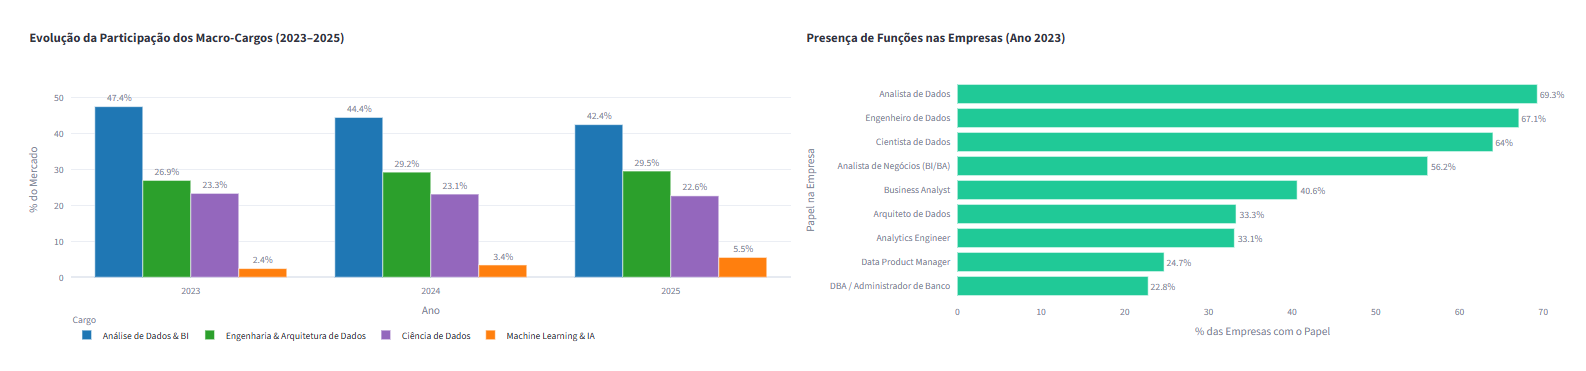 Evolução da Participação dos Macro-Cargos (2023–2025)
% do Mercado
50
40
30
20
10
0
47.4%
26.9%
23.3%
2.4%
44.4%
29.2%
23.1%
3.4%
42.4%
29.5%
22.6%
5.5%
2023
2024
2025
Ano
Cargo
Análise de Dados & BI
Engenharia & Arquitetura de Dados
Ciência de Dados
Machine Learning & IA
Presença de Funções nas Empresas (Ano 2023)
Papel na Empresa
Analista de Dados 69.3%
Engenheiro de Dados 67.1%
Cientista de Dados 64%
Analista de Negócios (BI/BA) 56.2%
Business Analyst 40.6%
Arquiteto de Dados 33.3%
Analytics Engineer 33.1%
Data Product Manager 24.7%
DBA / Administrador de Banco 22.8%
0 10 20 30 40 50 60 70
% das Empresas com o Papel